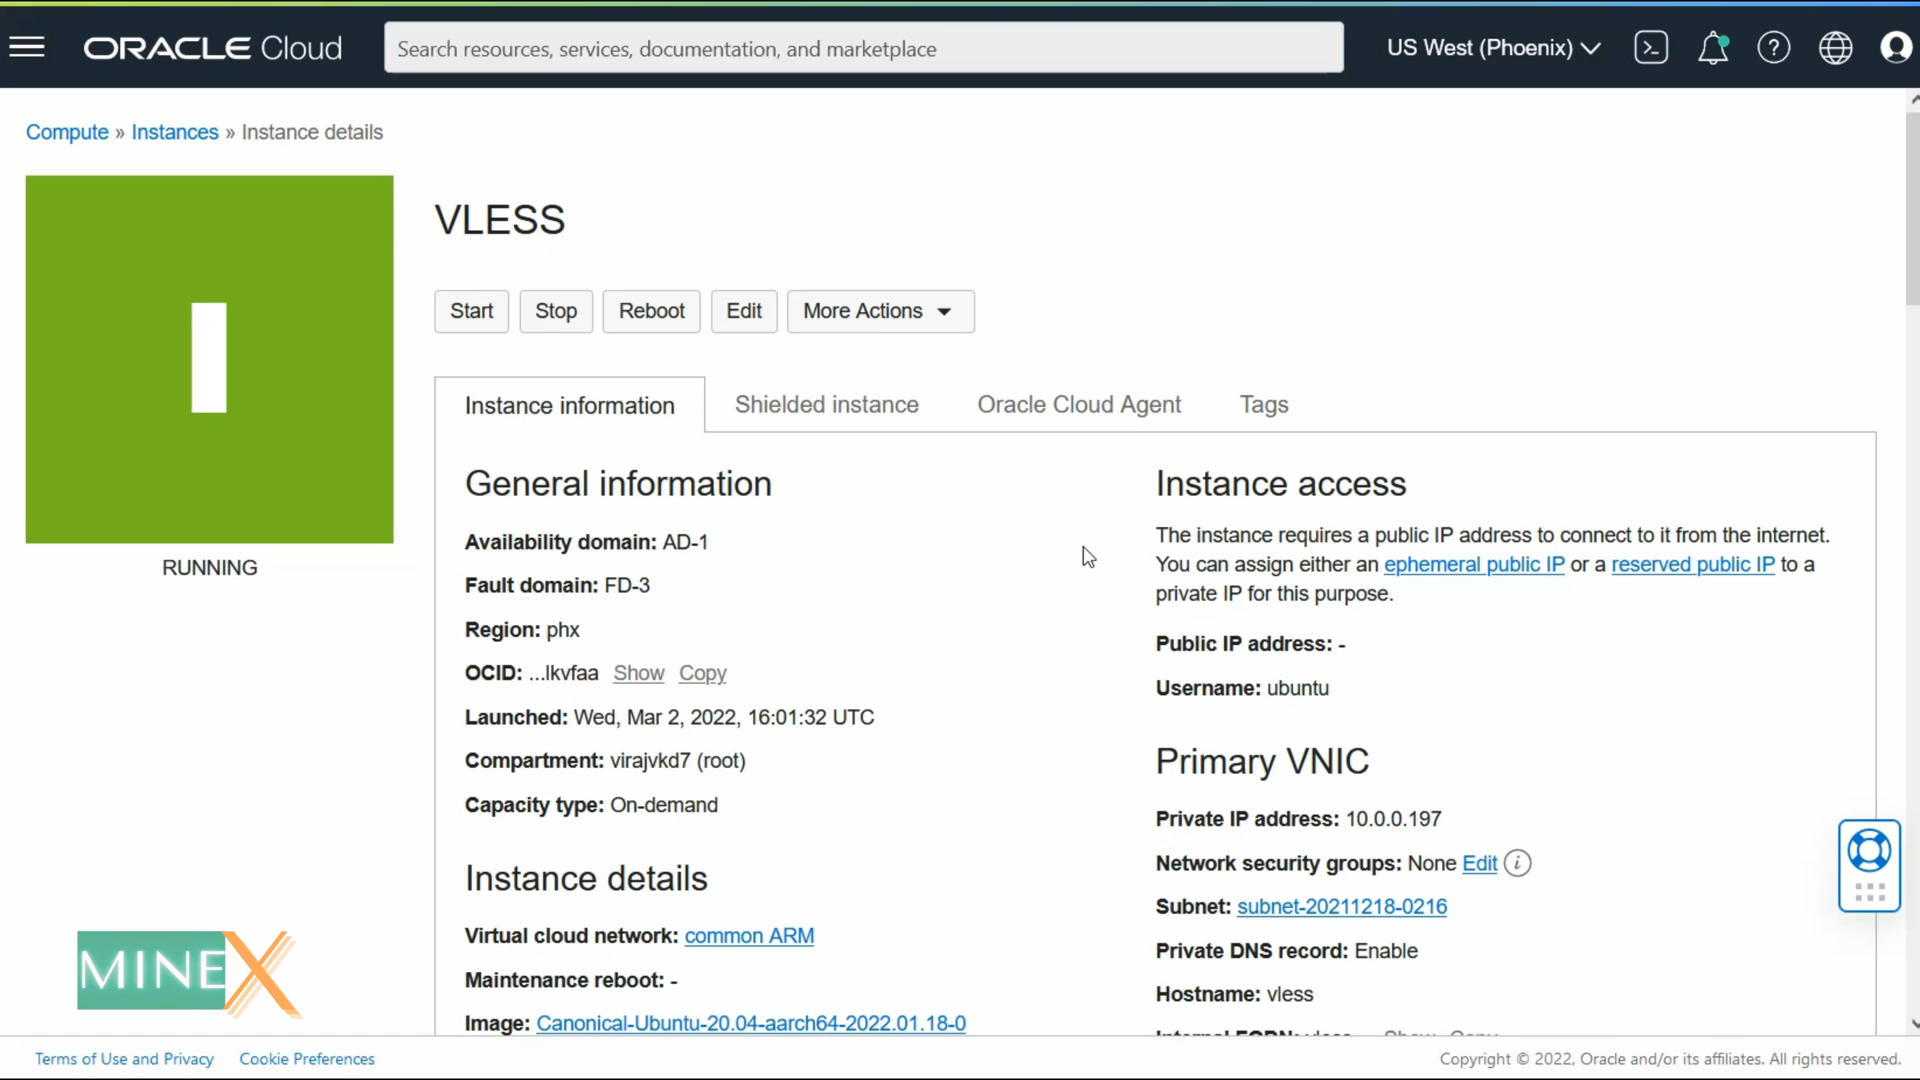 ORACLE Cloud
Search resources, services, documentation, and marketplace
US West (Phoenix)
Compute » Instances » Instance details
I
RUNNING
VLESS
Start Stop Reboot Edit More Actions
Instance information Shielded instance Oracle Cloud Agent Tags
General information
Availability domain: AD-1
Fault domain: FD-3
Region: phx
OCID: ...lkvfaa Show Copy
Launched: Wed, Mar 2, 2022, 16:01:32 UTC
Compartment: virajvkd7 (root)
Capacity type: On-demand
Instance details
Virtual cloud network: common ARM
Maintenance reboot: -
Image: Canonical-Ubuntu-20.04-aarch64-2022.01.18-0
Instance access
The instance requires a public IP address to connect to it from the internet.
You can assign either an ephemeral public IP or a reserved public IP to a
private IP for this purpose.
Public IP address: -
Username: ubuntu
Primary VNIC
Private IP address: 10.0.0.197
Network security groups: None Edit
Subnet: subnet-20211218-0216
Private DNS record: Enable
Hostname: vless
MINEX
Terms of Use and Privacy Cookie Preferences
Copyright © 2022, Oracle and/or its affiliates. All rights reserved.